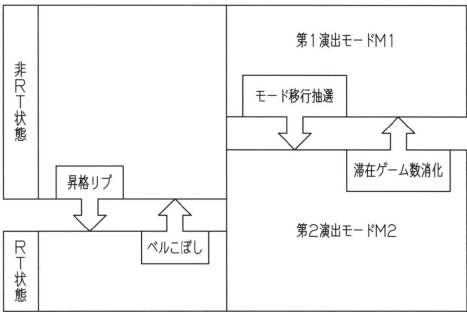 非RT状態
第1演出モードM1
モード移行抽選
滞在ゲーム数消化
昇格リプ
ベルこぼし
RT状態
第2演出モードM2